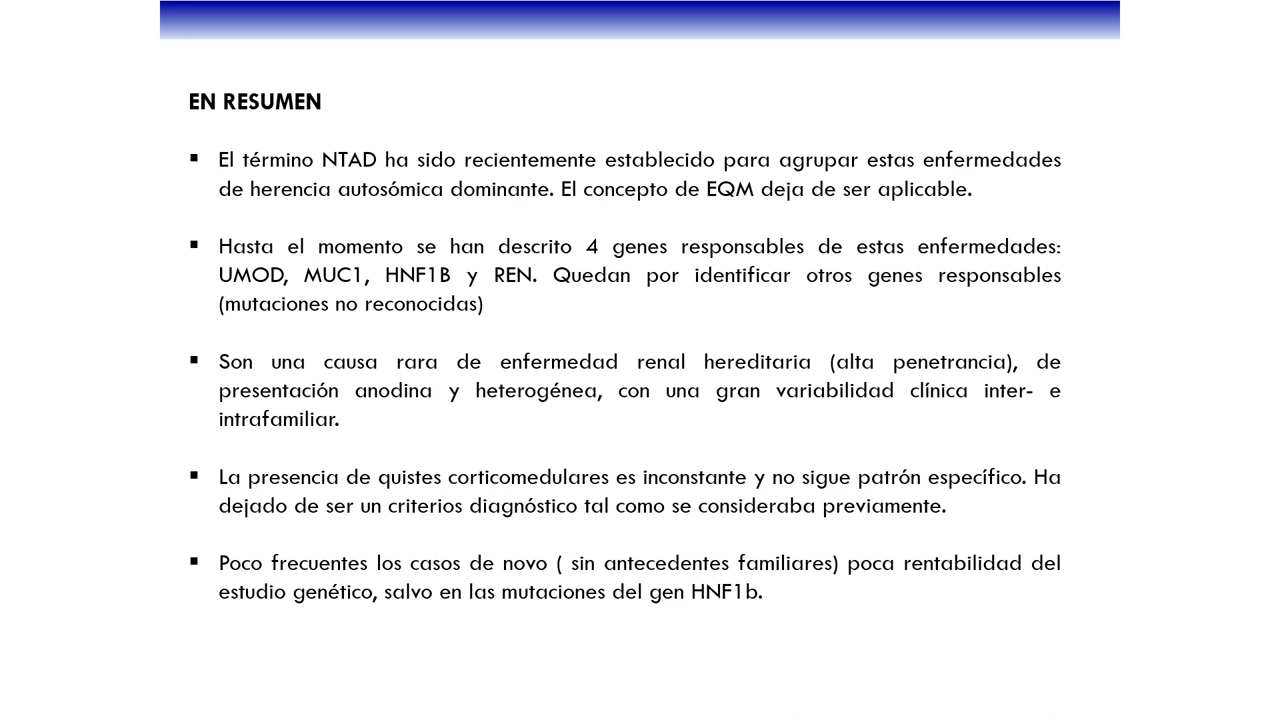 EN RESUMEN
▪ El término NTAD ha sido recientemente establecido para agrupar estas enfermedades
de herencia autosómica dominante. El concepto de EQM deja de ser aplicable.
▪ Hasta el momento se han descrito 4 genes responsables de estas enfermedades:
UMOD, MUC1, HNF1B y REN. Quedan por identificar otros genes responsables
(mutaciones no reconocidas)
▪ Son una causa rara de enfermedad renal hereditaria (alta penetrancia), de
presentación anodina y heterogénea, con una gran variabilidad clínica inter- e
intrafamiliar.
▪ La presencia de quistes corticomedulares es inconstante y no sigue patrón específico. Ha
dejado de ser un criterios diagnóstico tal como se consideraba previamente.
▪ Poco frecuentes los casos de novo ( sin antecedentes familiares) poca rentabilidad del
estudio genético, salvo en las mutaciones del gen HNF1b.